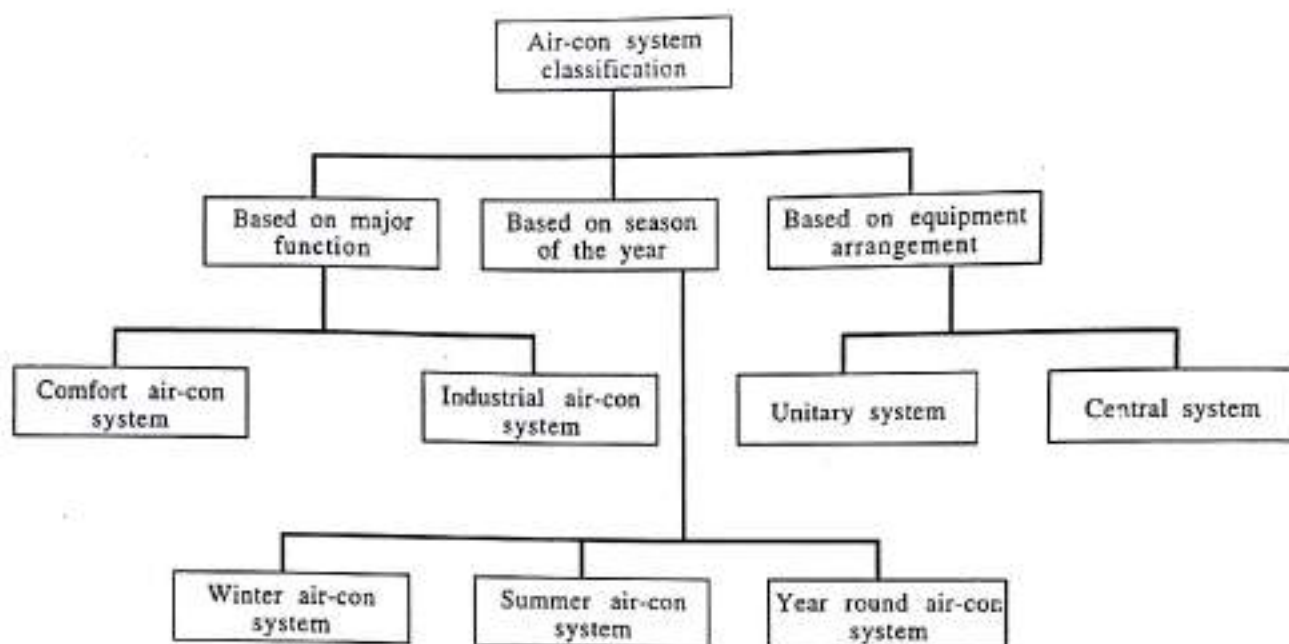 Air-con system
classification
Based on major
function
Based on season
of the year
Based on equipment
arrangement
Comfort air-con
system
Industrial air-con
system
Unitary system
Central system
Winter air-con
system
Summer air-con
system
Year round air-con
system